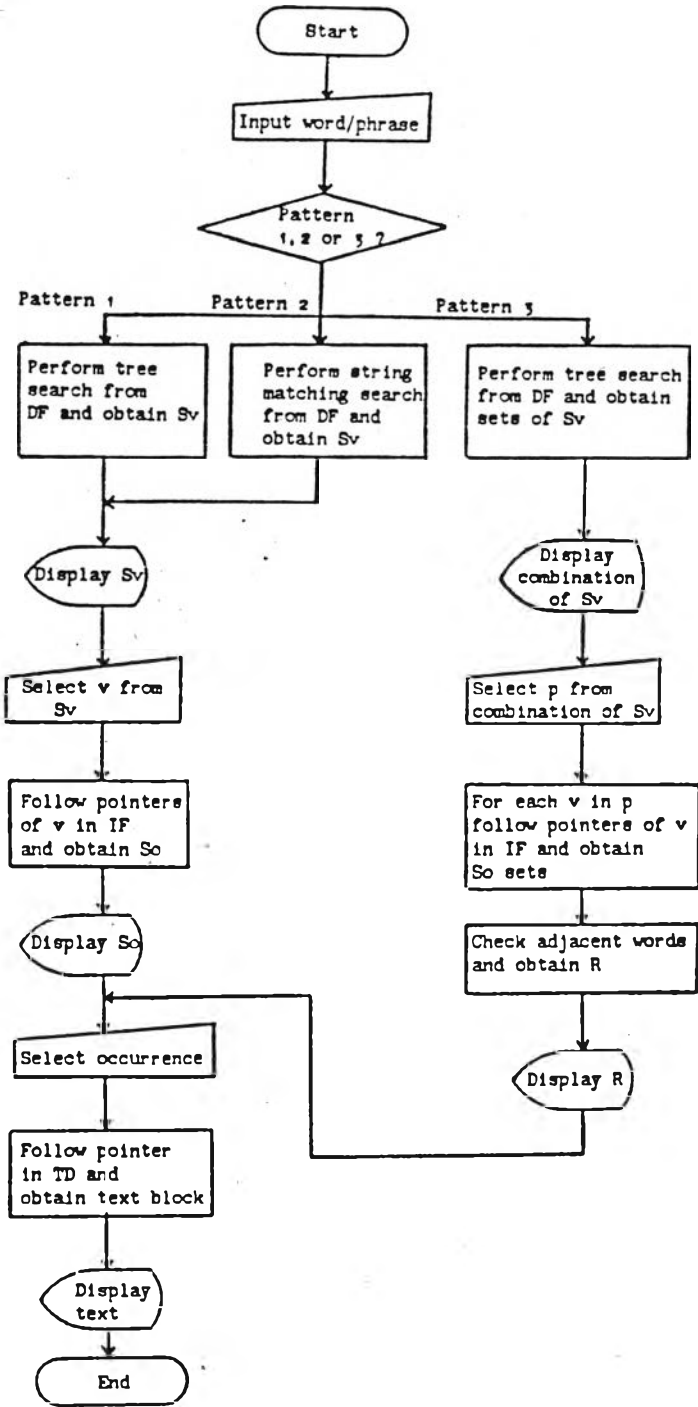 Start
Input word/phrase
Pattern
1,2 or 3 ?
Pattern 1
Pattern 2
Pattern 3
Perform tree
search from
DF and obtain Sv
Perform string
matching search
from DF and
obtain Sv
Perform tree search
from DF and obtain
sets of Sv
Display Sv
Display
combination
of Sv
Select v from
Sv
Select p from
combination of Sv
Follow pointers
of v in IF
and obtain So
For each v in p
follow pointers of v
in IF and obtain
So sets
Display So
Check adjacent words
and obtain R
Select occurrence
Display R
Follow pointer
in TD and
obtain text block
Display
text
End